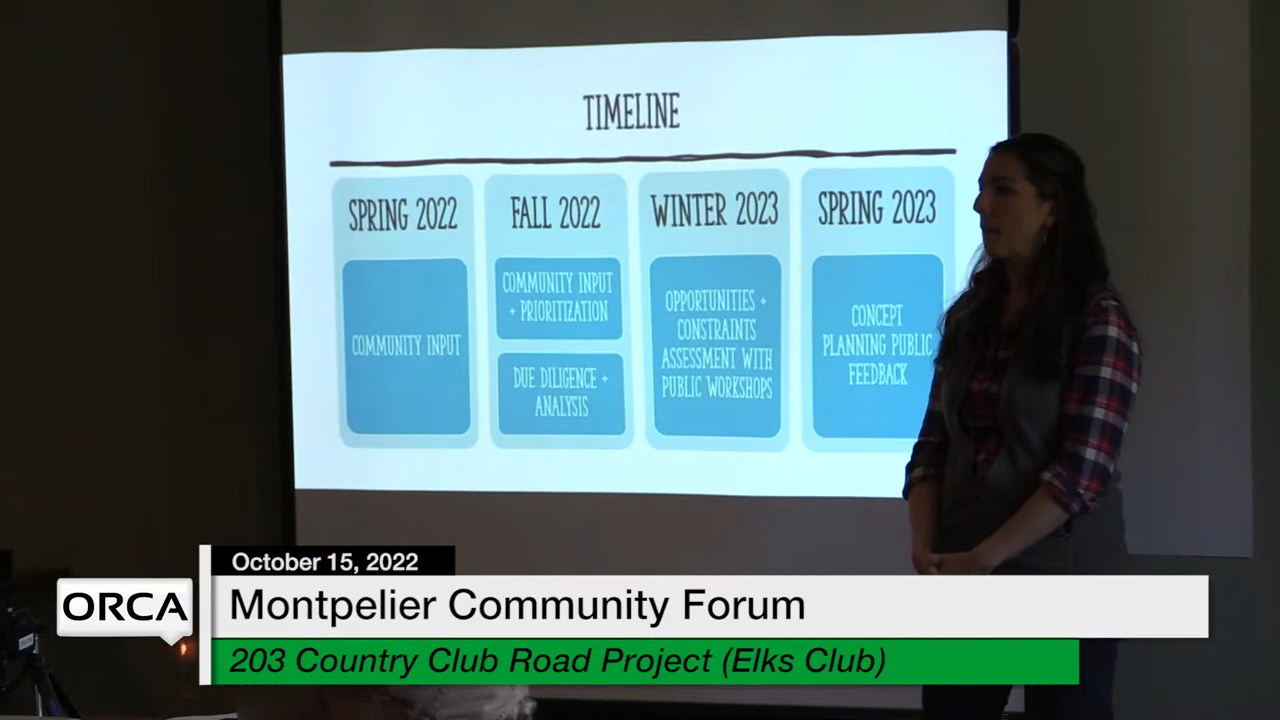 TIMELINE
SPRING 2022
COMMUNITY INPUT
FALL 2022
COMMUNITY INPUT
+ PRIORITIZATION
DUE DILIGENCE +
ANALYSIS
WINTER 2023
OPPORTUNITIES +
CONSTRAINTS
ASSESSMENT WITH
PUBLIC WORKSHOPS
SPRING 2023
CONCEPT
PLANNING PUBLIC
FEEDBACK
October 15, 2022
ORCA
Montpelier Community Forum
203 Country Club Road Project (Elks Club)